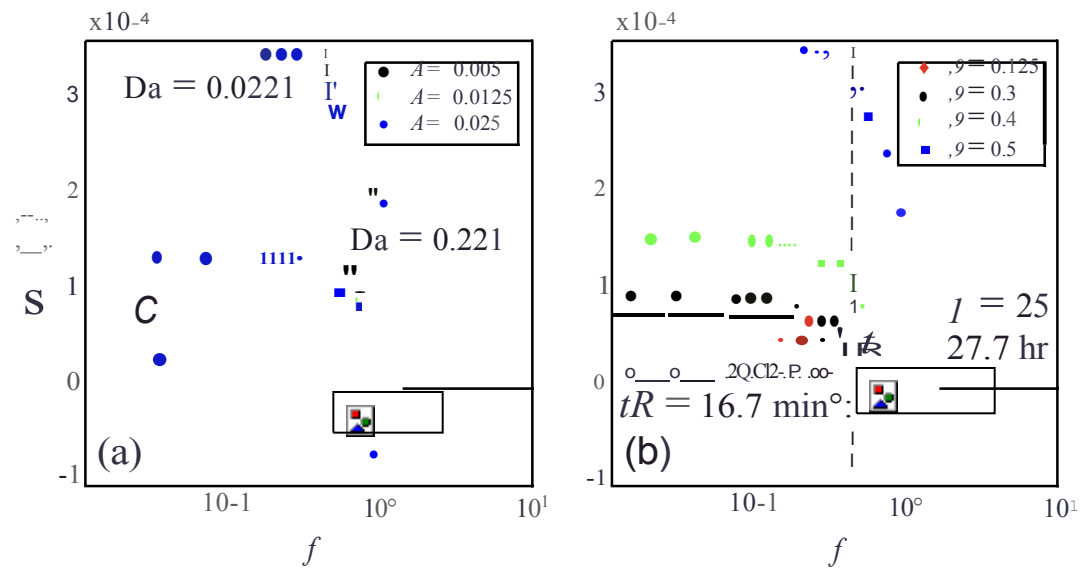 x10-4
3
2
1
0
-1
S
C
Da = 0.0221
Da = 0.221
I
I
I'
W
A = 0.005
A = 0.0125
A = 0.025
"
1111•
"
(a)
10-1
10°
10¹
f
x10-4
3
2
1
0
-1
I
,9 = 0.125
,9 = 0.3
,9 = 0.4
,9 = 0.5
I
1
l = 25
27.7 hr
tR = 16.7 min°:
(b)
10-1
10°
10¹
f